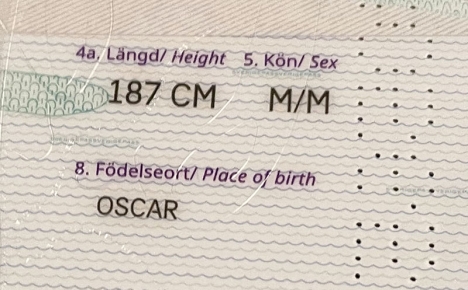 4a. Längd/ Height 5. Kön/ Sex
187 CM M/M
8. Födelseort/ Place of birth
OSCAR